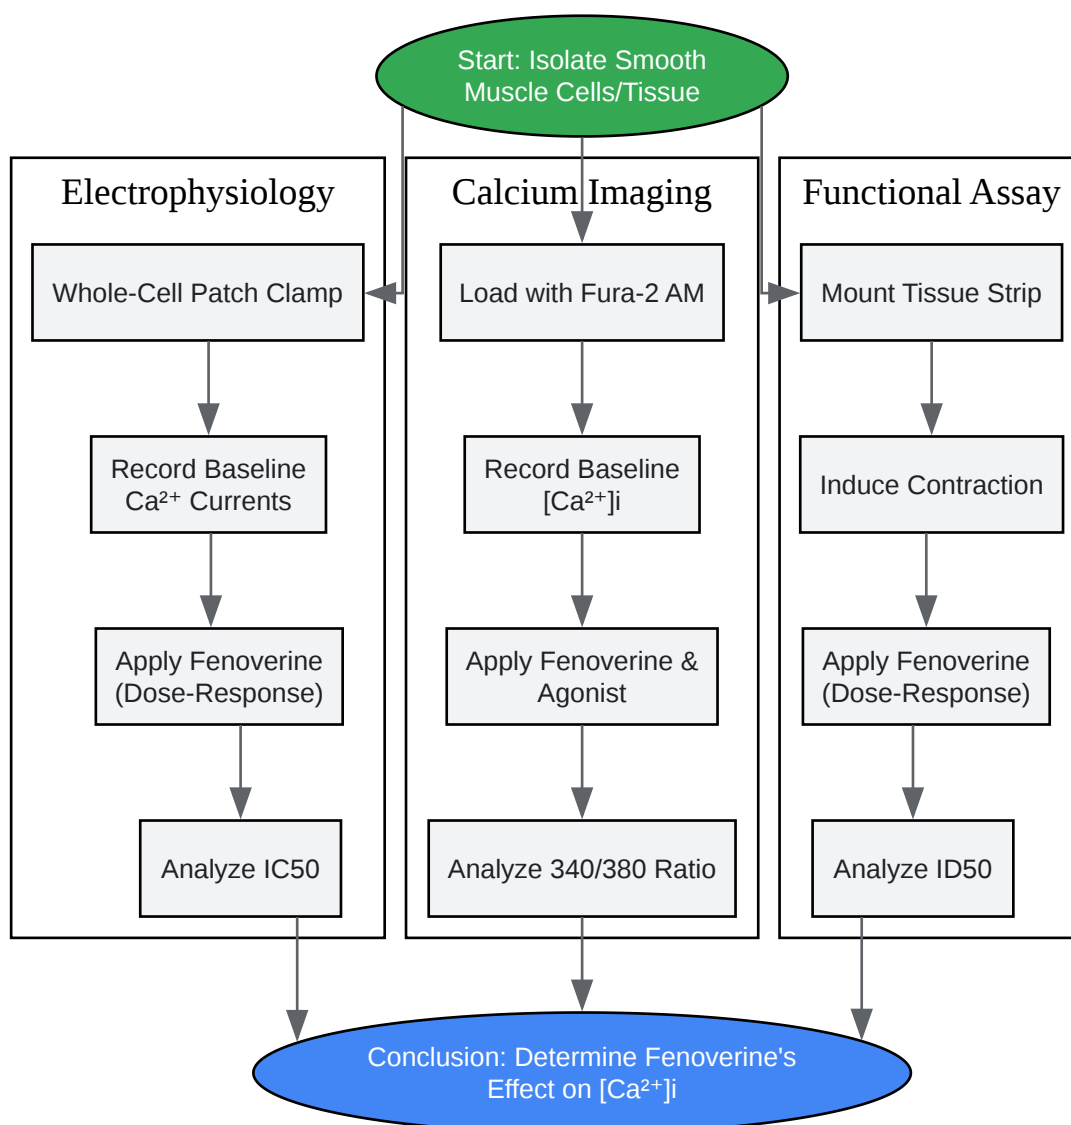 Start: Isolate Smooth
Muscle Cells/Tissue
Electrophysiology
Whole-Cell Patch Clamp
Record Baseline
Ca²⁺ Currents
Apply Fenoverine
(Dose-Response)
Analyze IC50
Calcium Imaging
Load with Fura-2 AM
Record Baseline
[Ca²⁺]i
Apply Fenoverine &
Agonist
Analyze 340/380 Ratio
Functional Assay
Mount Tissue Strip
Induce Contraction
Apply Fenoverine
(Dose-Response)
Analyze ID50
Conclusion: Determine Fenoverine's
Effect on [Ca²⁺]i